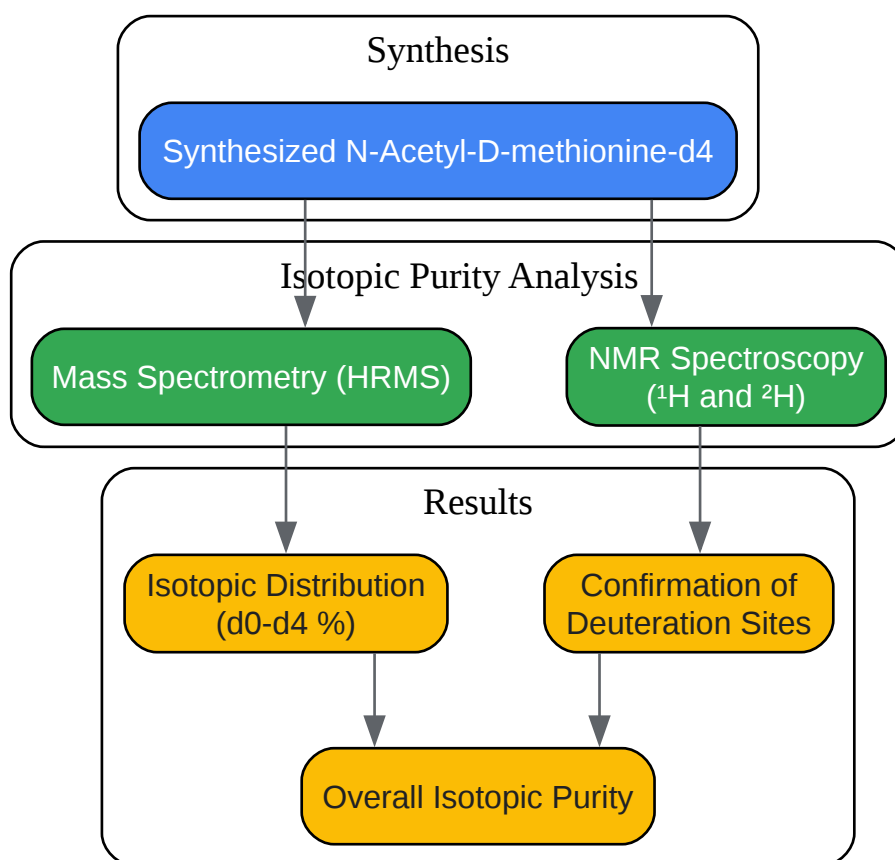 Synthesis
Synthesized N-Acetyl-D-methionine-d4
Isotopic Purity Analysis
Mass Spectrometry (HRMS)
NMR Spectroscopy
(¹H and ²H)
Results
Isotopic Distribution
(d0-d4 %)
Confirmation of
Deuteration Sites
Overall Isotopic Purity